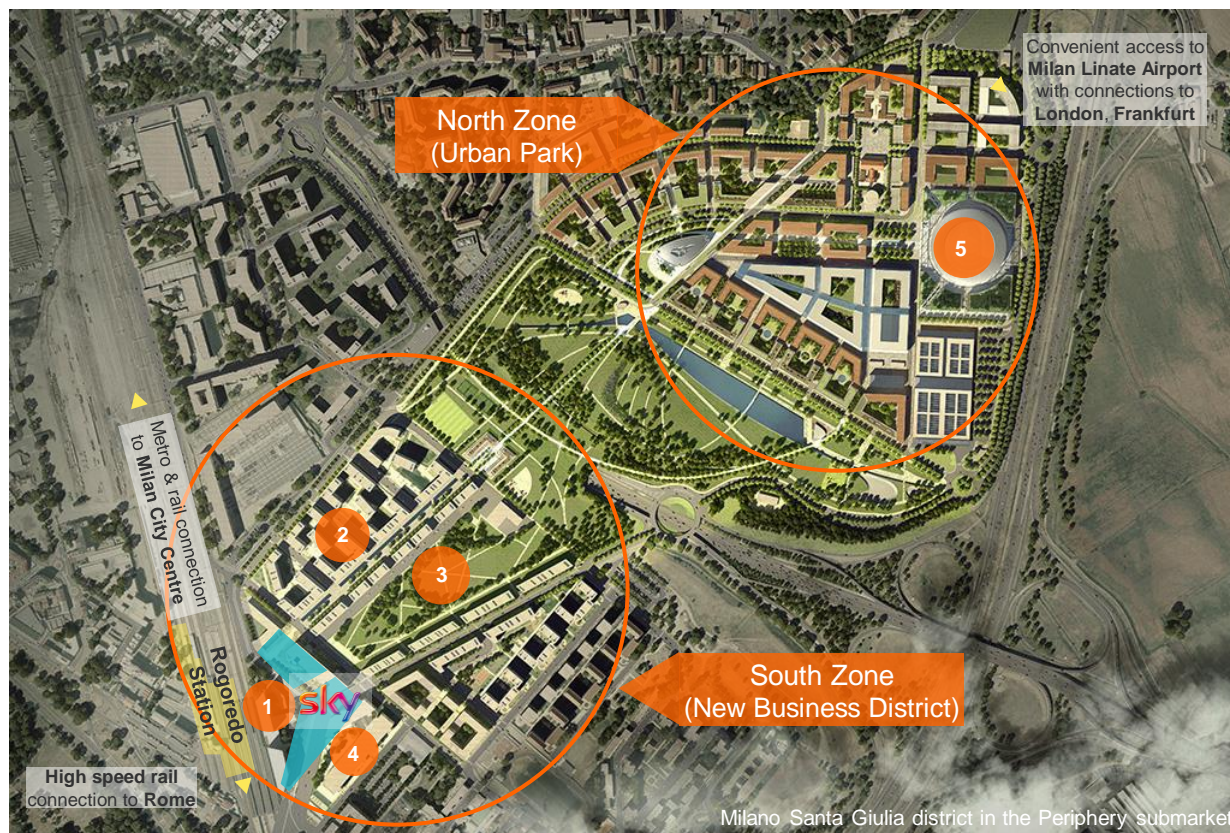 Convenient access to
Milan Linate Airport
with connections to
London, Frankfurt
North Zone
(Urban Park)
5
Metro & rail connection
to Milan City Centre
2
3
Rogoredo
Station
1
sky
4
South Zone
(New Business District)
High speed rail
connection to Rome
Milano Santa Giulia district in the Periphery submarke